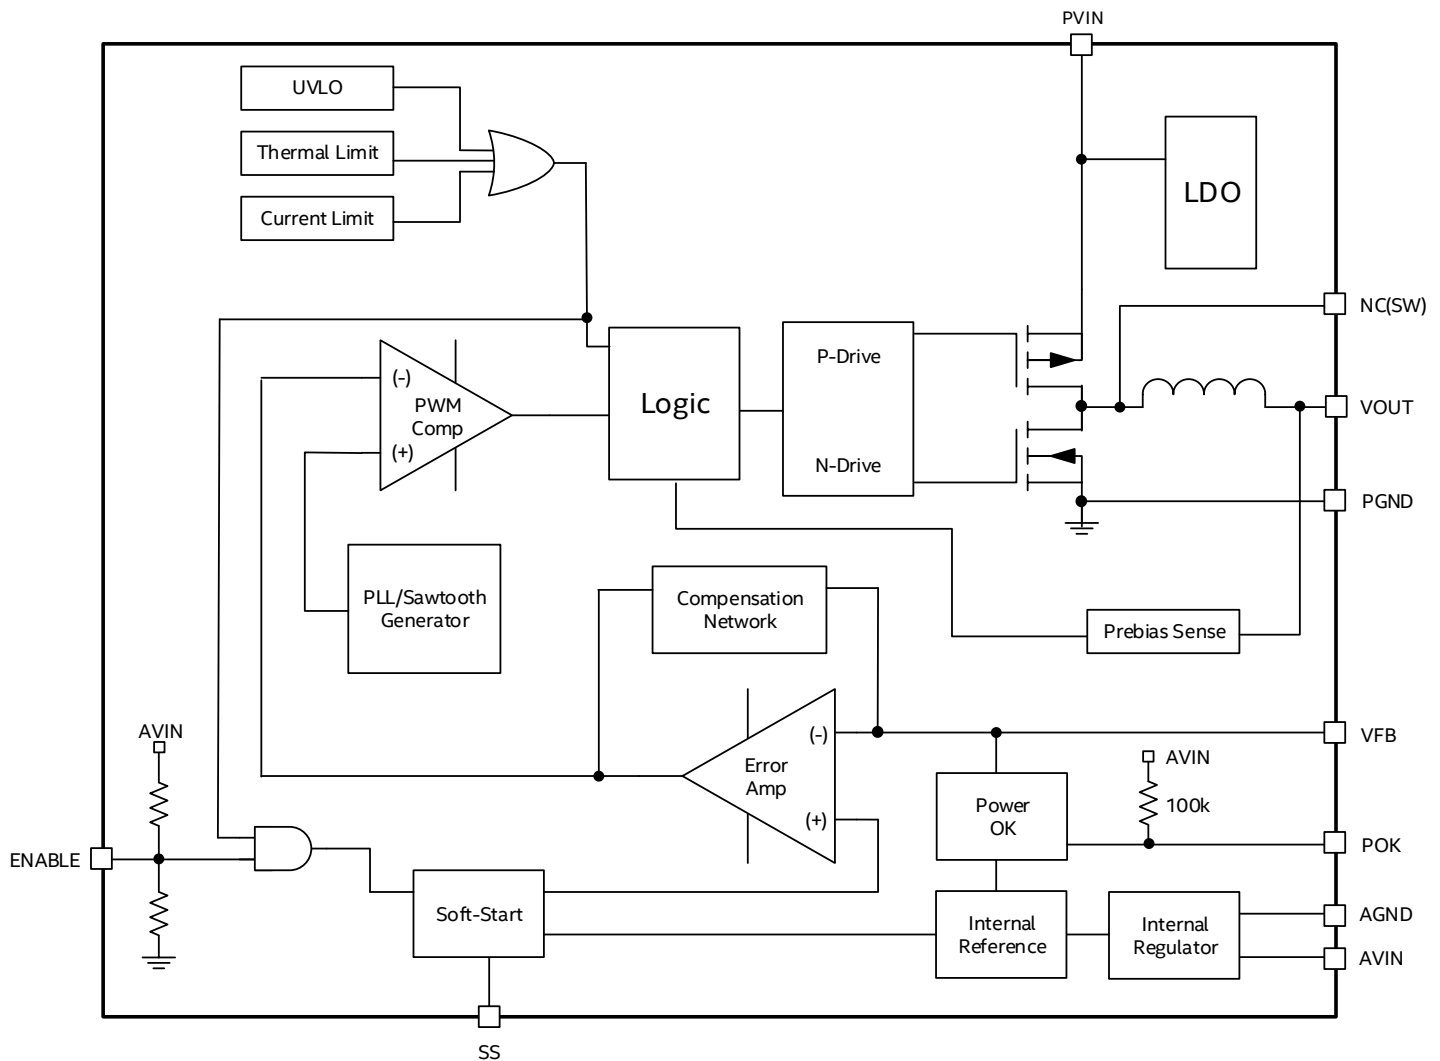 PVIN
UVLO
Thermal Limit
Current Limit
LDO
NC(SW)
P-Drive
Logic
(-)
PWM
Comp
(+)
VOUT
N-Drive
PGND
PLL/Sawtooth
Generator
Compensation
Network
Prebias Sense
AVIN
(-)
VFB
Error
Amp
(+)
AVIN
100k
Power
OK
POK
ENABLE
Soft-Start
Internal
Reference
Internal
Regulator
AGND
AVIN
SS